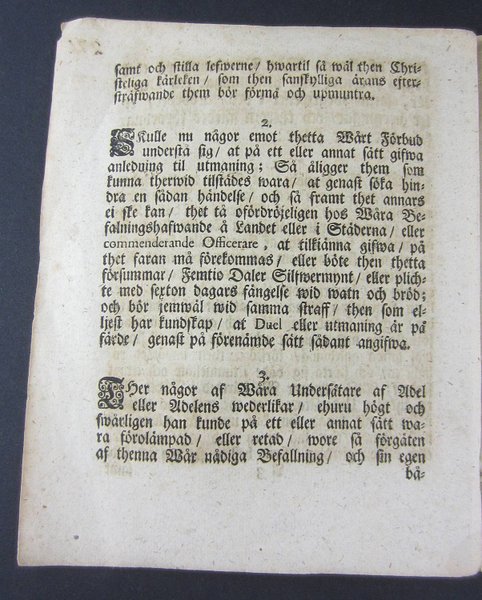 samt och stilla lefwerne / hwartil så wäl then Chri-
steliga kärleken / som then sanskylliga ärans efter-
sträfwande them bör förmå och upmuntra.
2.
SKulle nu någor emot thetta Wårt Förbud
understå sig / at på ett eller annat sätt gifwa
anledning til utmaning; Så åligger them som
kunna therwid tilstädes wara / at genast söka hin-
dra en sådan händelse / och så framt thet annars
ei ske kan / thet tå ofördröjeligen hos Wåra Be-
falningshafwande å Landet eller i Städerna / eller
commenderande Officerare, at tilkiänna gifwa / på
thet faran må förekommas / eller böte then thetta
försummar / Femtio Daler Silfwermynt / eller plich-
te med sexton dagars fängelse wid watn och bröd;
och bör jemwäl wid samma straff / then som el-
ljest har kundskap / at Duel eller utmaning är på
färde / genast på förenämde sätt sådant angifwa.
3.
THer någor af Wåra Undersåtare af Adel
eller Adelens wederlikar / ehuru högt och
swårligen han kunde på ett eller annat sätt wa-
ra förolämpad / eller retad / wore så förgäten
af thenna Wår nådiga Befallning / och sin egen
bå-